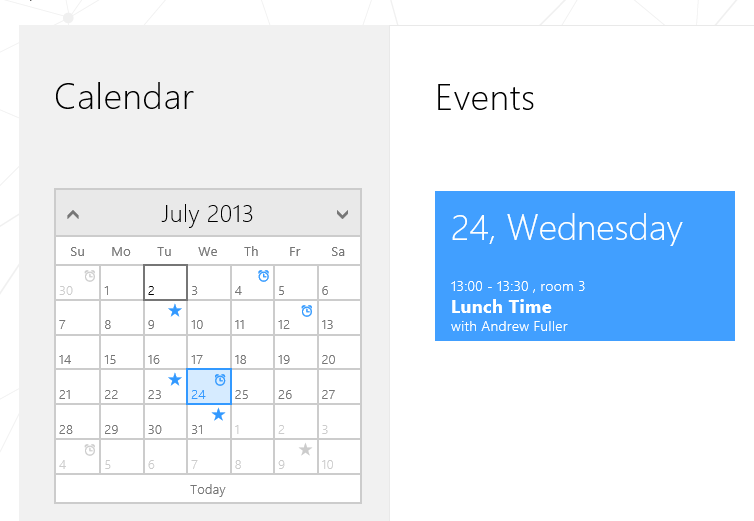 Calendar
Events
July 2013
Su Mo Tu We Th Fr Sa
30 1 2 3 4 5 6
7 8 9 10 11 12 13
14 15 16 17 18 19 20
21 22 23 24 25 26 27
28 29 30 31 1 2 3
4 5 6 7 8 9 10
Today
24, Wednesday
13:00 - 13:30 , room 3
Lunch Time
with Andrew Fuller